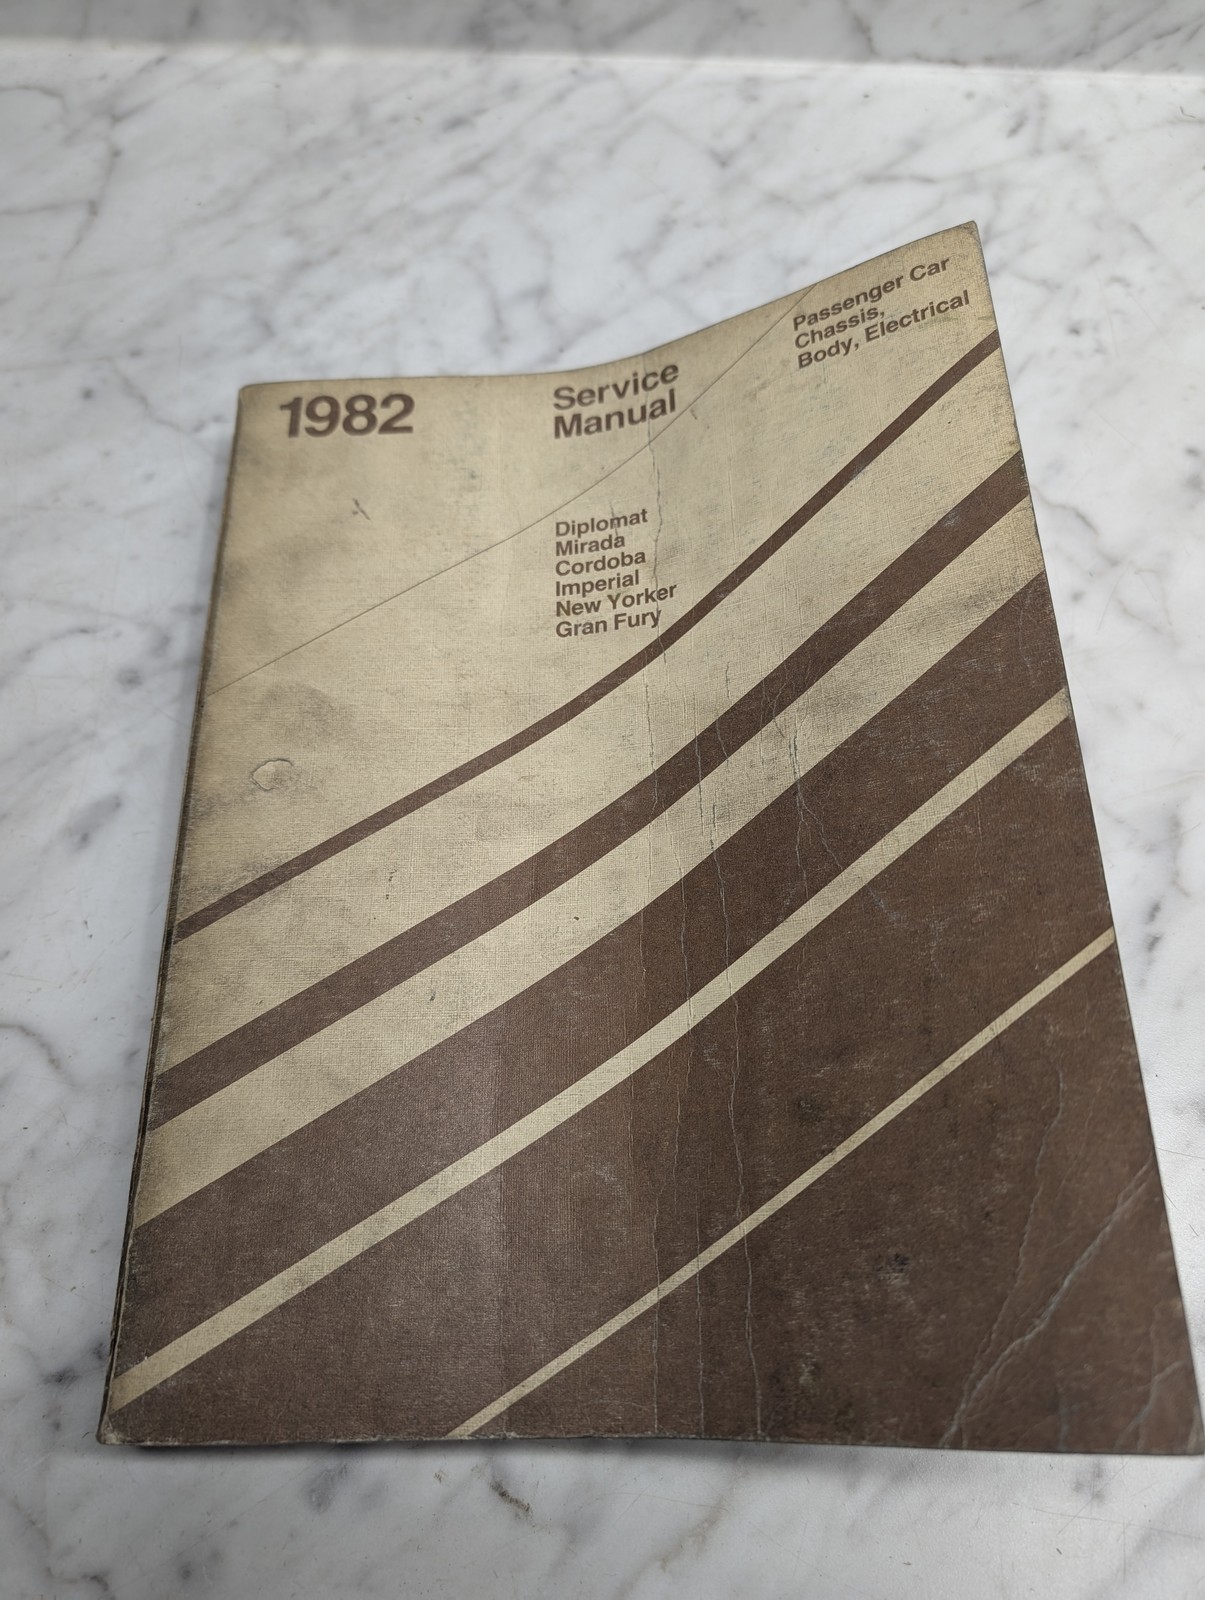 1982
Service
Manual
Passenger Car
Chassis,
Body, Electrical
Diplomat
Mirada
Cordoba
Imperial
New Yorker
Gran Fury